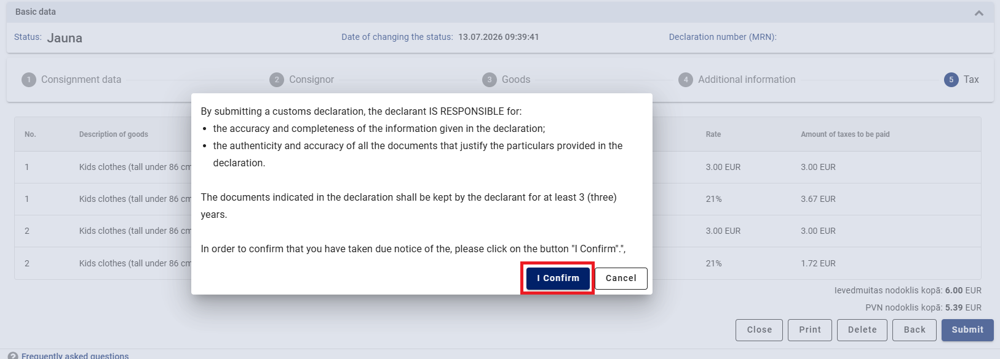 Basic data
Status: Jauna
Date of changing the status: 13.07.2026 09:39:41
Declaration number (MRN):
1 Consignment data
2 Consignor
3 Goods
4 Additional information
5 Tax
By submitting a customs declaration, the declarant IS RESPONSIBLE for:
• the accuracy and completeness of the information given in the declaration;
• the authenticity and accuracy of all the documents that justify the particulars provided in the
declaration.
The documents indicated in the declaration shall be kept by the declarant for at least 3 (three)
years.
In order to confirm that you have taken due notice of the, please click on the button "I Confirm".",
I Confirm
Cancel
No. Description of goods Rate Amount of taxes to be paid
1 Kids clothes (tall under 86 cm 3.00 EUR 3.00 EUR
1 Kids clothes (tall under 86 cm 21% 3.67 EUR
2 Kids clothes (tall under 86 cm 3.00 EUR 3.00 EUR
2 Kids clothes (tall under 86 cm 21% 1.72 EUR
Ievedmuitas nodoklis kopā: 6.00 EUR
PVN nodoklis kopā: 5.39 EUR
Close
Print
Delete
Back
Submit
? Frequently asked questions